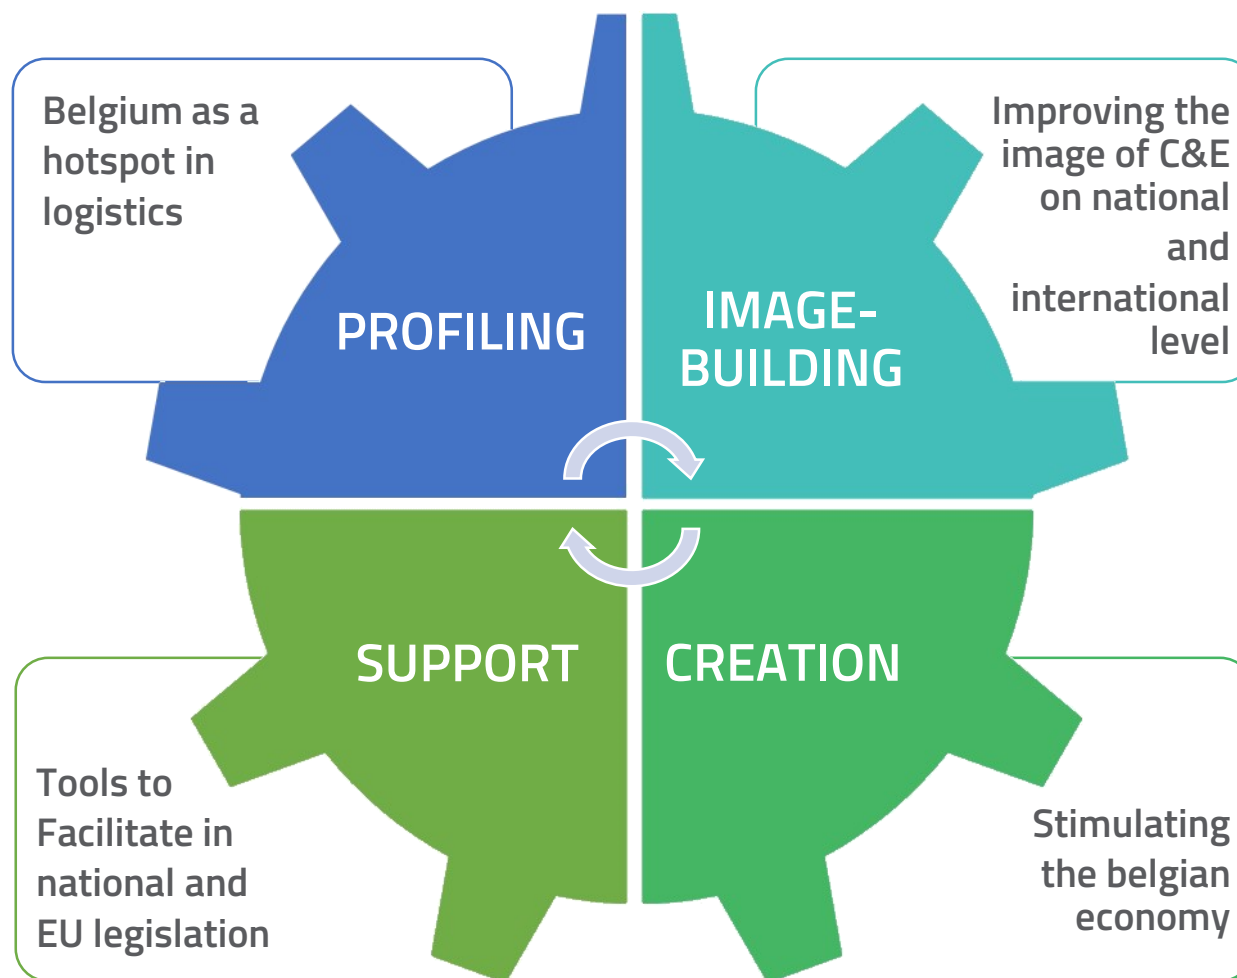 Belgium as a
hotspot in
logistics
PROFILING
IMAGE-
BUILDING
Improving the
image of C&E
on national
and
international
level
SUPPORT
CREATION
Tools to
Facilitate in
national and
EU legislation
Stimulating
the belgian
economy